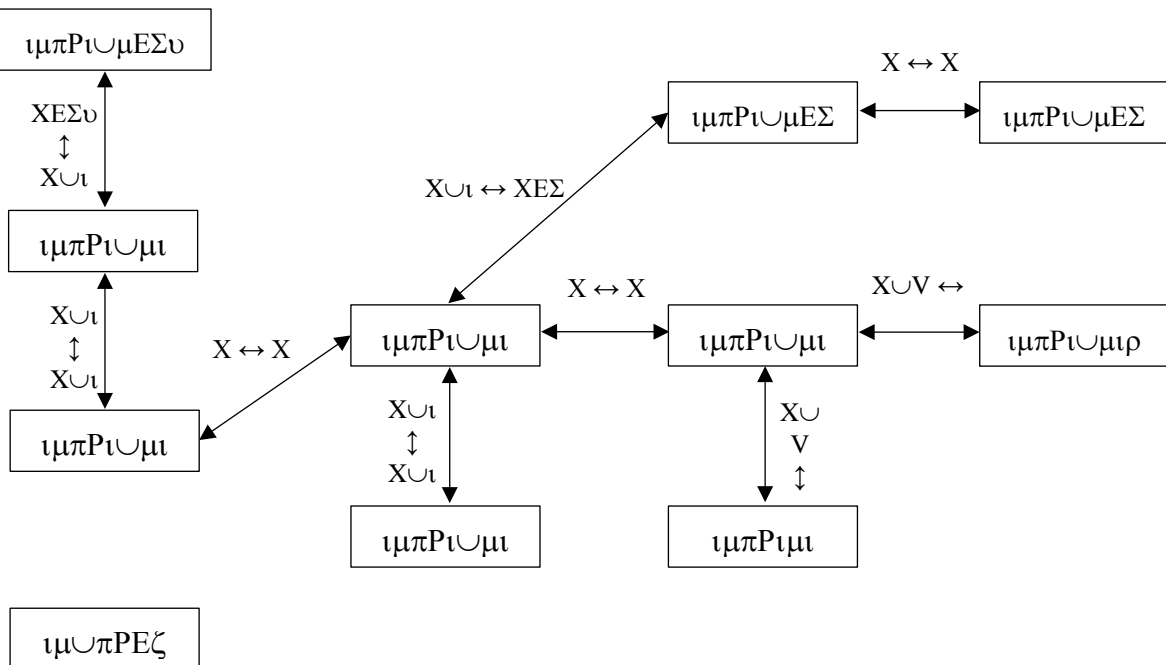 ιμπΡι∪μΕΣυ
ΧΕΣυ
↕
Χ∪ι
ιμπΡι∪μι
Χ∪ι
↕
Χ∪ι
ιμπΡι∪μι
Χ ↔ Χ
Χ∪ι ↔ ΧΕΣ
ιμπΡι∪μΕΣ
Χ ↔ Χ
ιμπΡι∪μΕΣ
ιμπΡι∪μι
Χ ↔ Χ
ιμπΡι∪μι
Χ∪V ↔
ιμπΡι∪μιρ
Χ∪ι
↕
Χ∪ι
ιμπΡι∪μι
Χ∪
V
↕
ιμπΡιμι
ιμ∪πΡΕζ